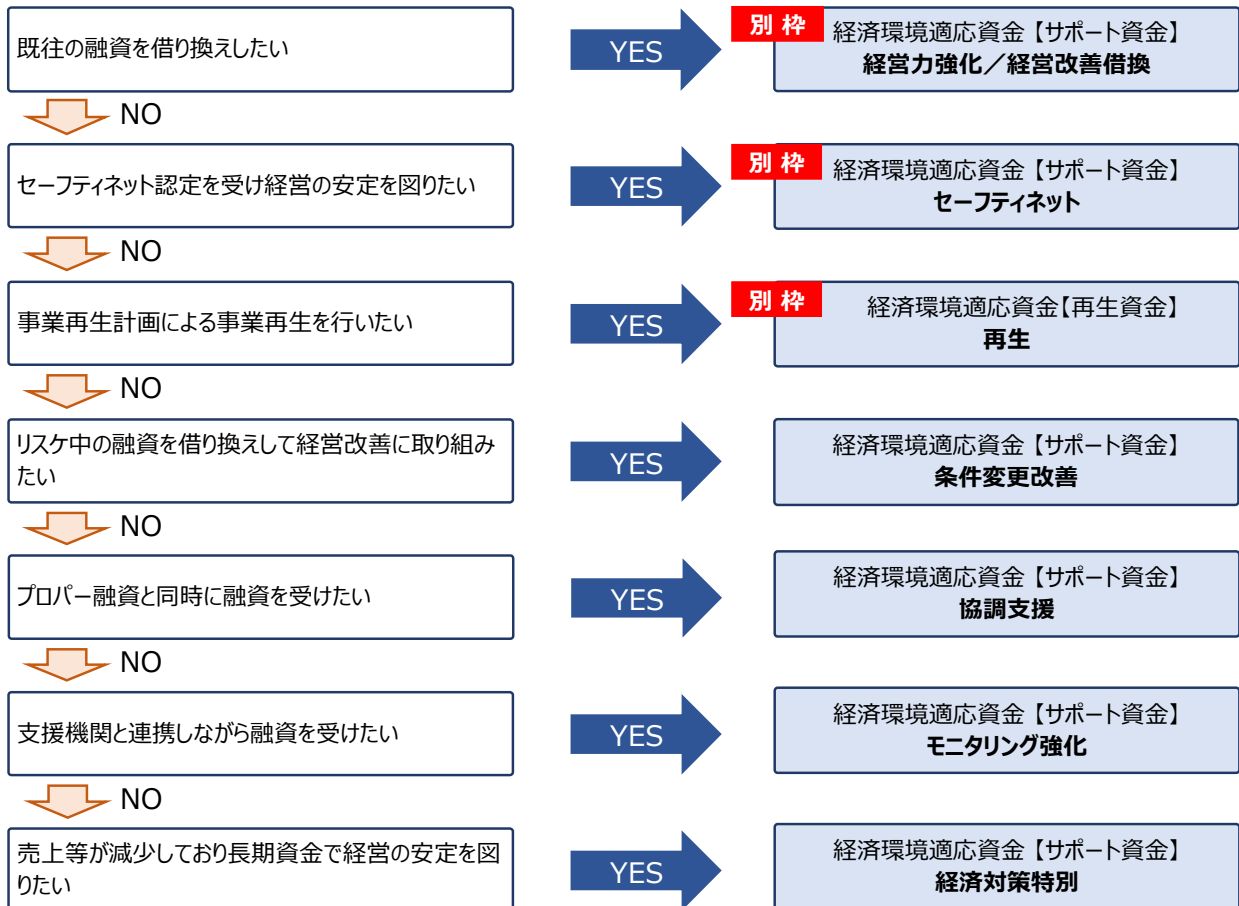 既往の融資を借り換えしたい
YES
別 枠
経済環境適応資金【サポート資金】
経営力強化／経営改善借換
NO
セーフティネット認定を受け経営の安定を図りたい
YES
別 枠
経済環境適応資金【サポート資金】
セーフティネット
NO
事業再生計画による事業再生を行いたい
YES
別 枠
経済環境適応資金【再生資金】
再生
NO
リスケ中の融資を借り換えして経営改善に取り組み
たい
YES
経済環境適応資金【サポート資金】
条件変更改善
NO
プロパー融資と同時に融資を受けたい
YES
経済環境適応資金【サポート資金】
協調支援
NO
支援機関と連携しながら融資を受けたい
YES
経済環境適応資金【サポート資金】
モニタリング強化
NO
売上等が減少しており長期資金で経営の安定を図
りたい
YES
経済環境適応資金【サポート資金】
経済対策特別